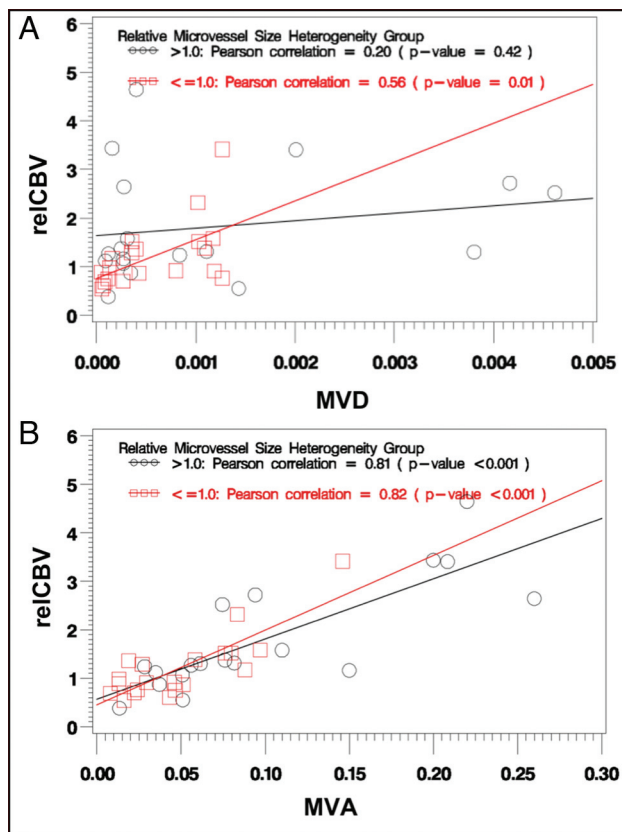 A
Relative Microvessel Size Heterogeneity Group
>1.0: Pearson correlation = 0.20 ( p-value = 0.42 )
<=1.0: Pearson correlation = 0.56 ( p-value = 0.01 )
6
5
4
3
2
1
0
relCBV
0.000 0.001 0.002 0.003 0.004 0.005
MVD
B
Relative Microvessel Size Heterogeneity Group
>1.0: Pearson correlation = 0.81 ( p-value <0.001 )
<=1.0: Pearson correlation = 0.82 ( p-value <0.001 )
6
5
4
3
2
1
0
relCBV
0.00 0.05 0.10 0.15 0.20 0.25 0.30
MVA